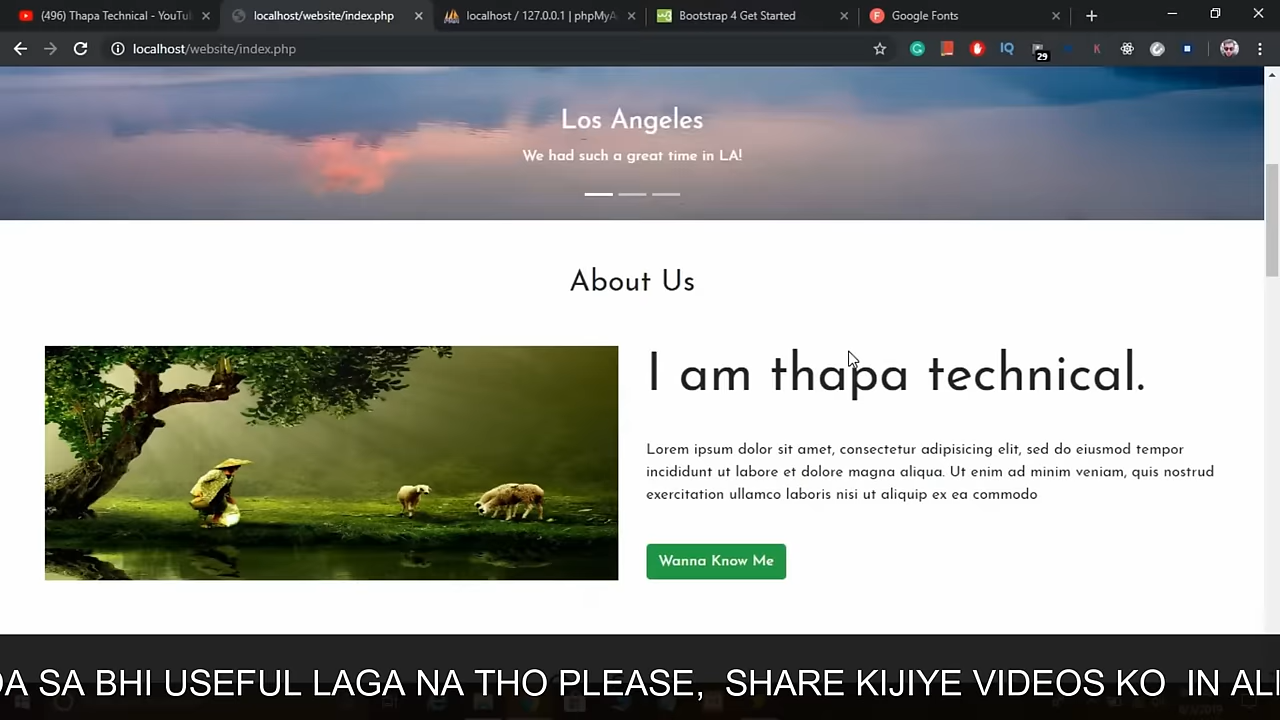 (496) Thapa Technical - YouTu
localhost/website/index.php
localhost / 127.0.0.1 | phpMyA
Bootstrap 4 Get Started
Google Fonts
localhost/website/index.php
29
Los Angeles
We had such a great time in LA!
About Us
I am thapa technical.
Lorem ipsum dolor sit amet, consectetur adipisicing elit, sed do eiusmod tempor
incididunt ut labore et dolore magna aliqua. Ut enim ad minim veniam, quis nostrud
exercitation ullamco laboris nisi ut aliquip ex ea commodo
Wanna Know Me
DA SA BHI USEFUL LAGA NA THO PLEASE, SHARE KIJIYE VIDEOS KO IN ALL